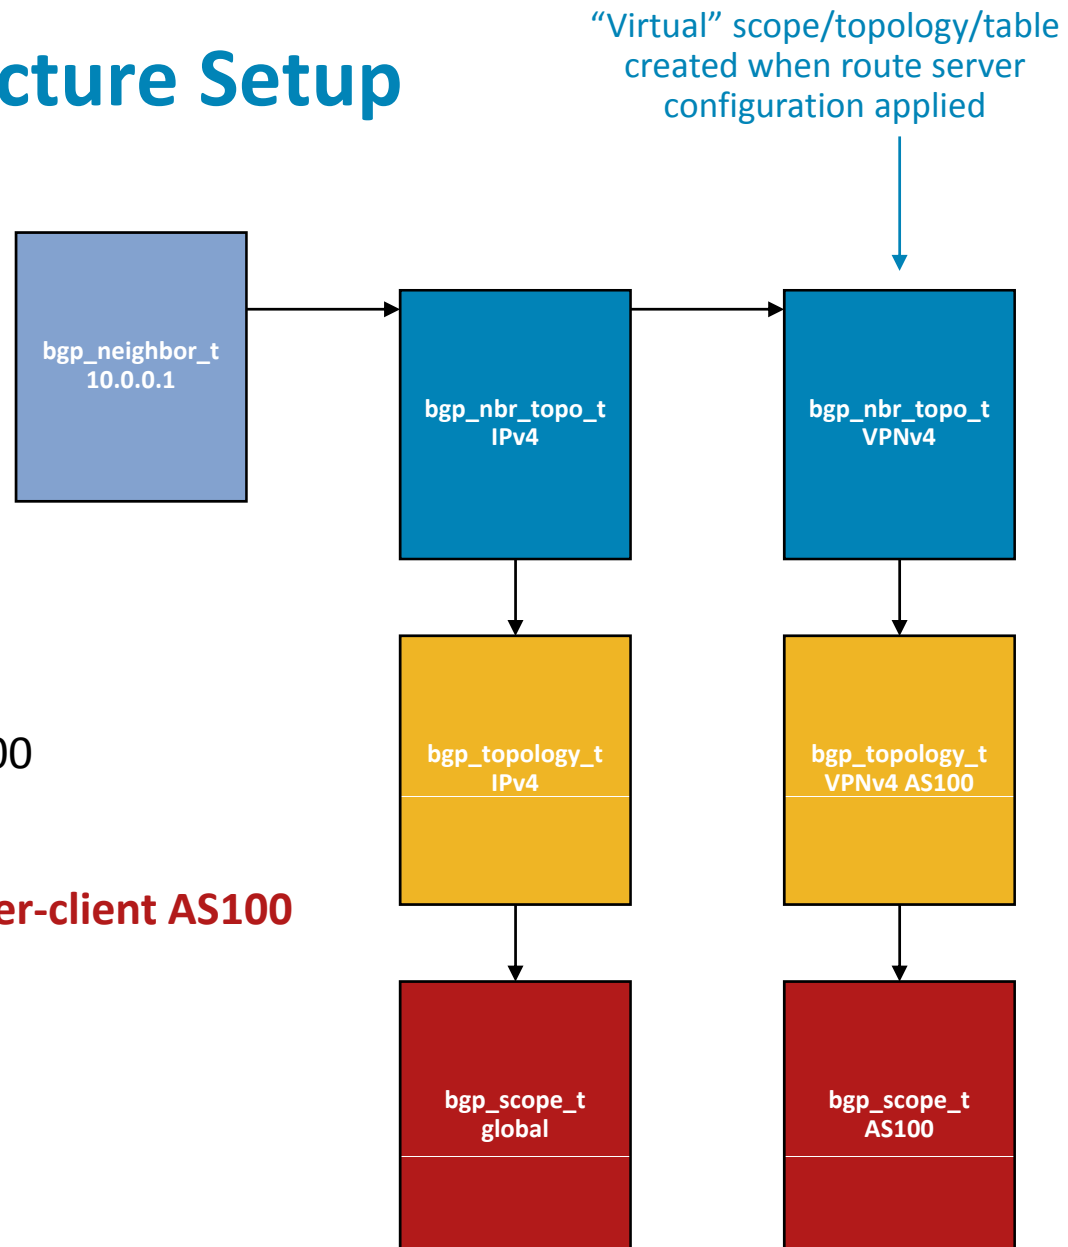 “Virtual” scope/topology/table
created when route server
configuration applied
cture Setup
bgp_neighbor_t
10.0.0.1
bgp_nbr_topo_t
IPv4
bgp_nbr_topo_t
VPNv4
00
bgp_topology_t
IPv4
bgp_topology_t
VPNv4 AS100
er-client AS100
bgp_scope_t
global
bgp_scope_t
AS100